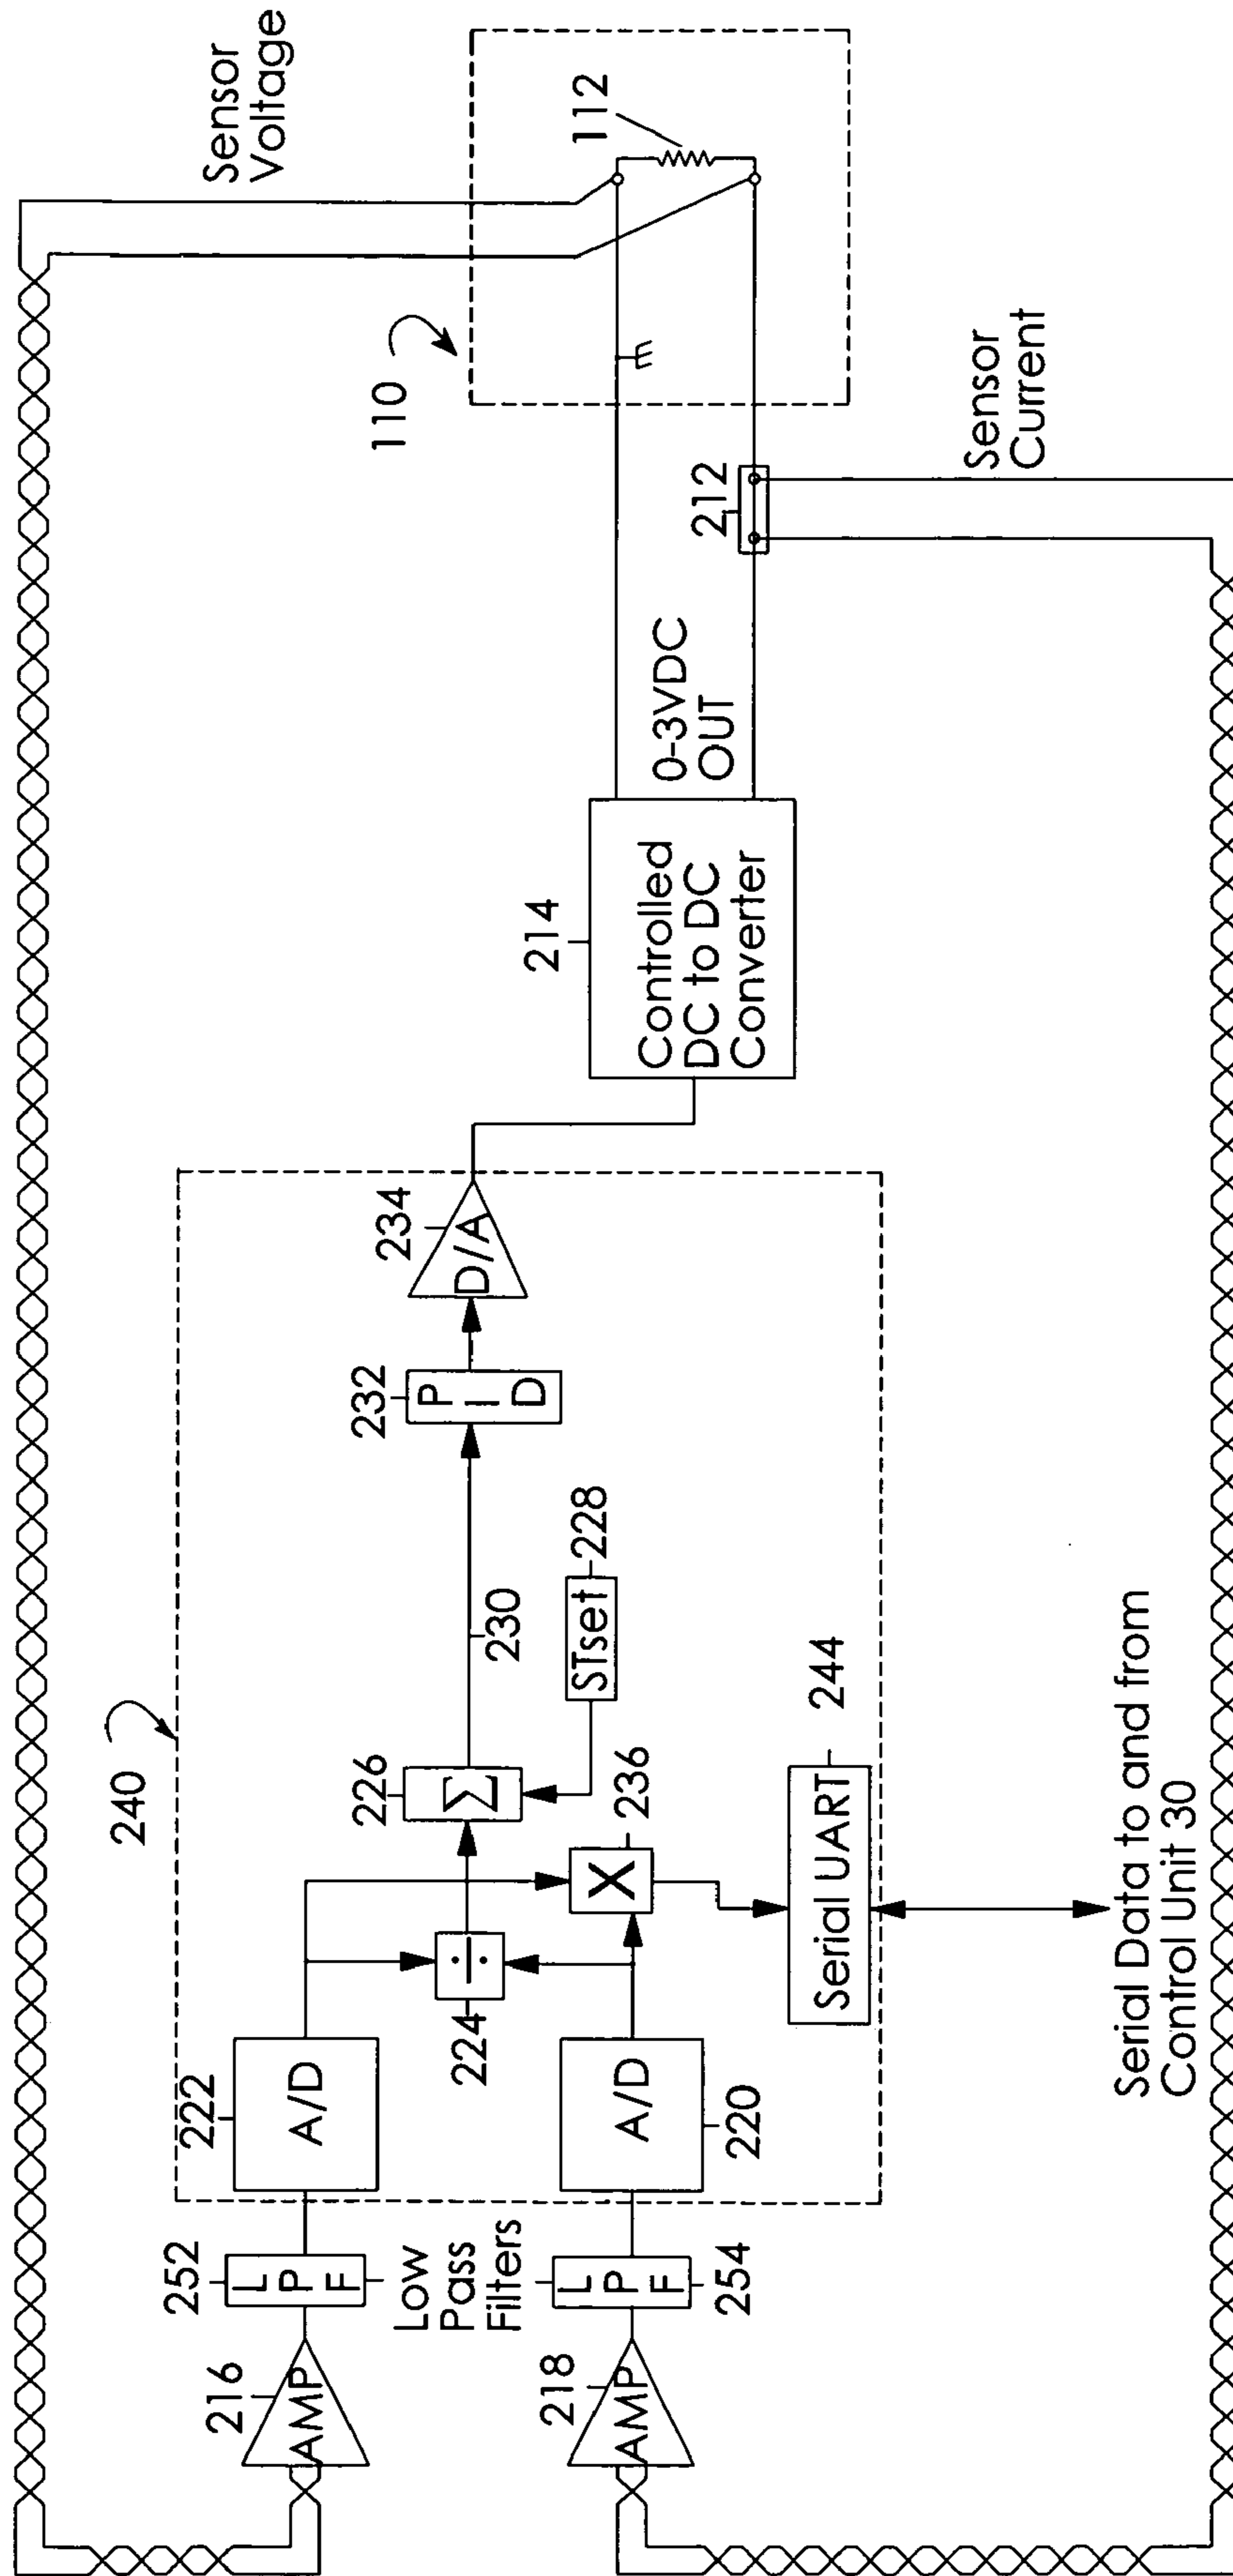 Sensor
Voltage
110
112
Sensor
Current
212
0-3VDC
OUT
214
Controlled
DC to DC
Converter
240
234
D/A
232
P
I
D
230
STset
228
226
Σ
236
X
224
÷
244
Serial UART
Serial Data to and from
Control Unit 30
222
A/D
220
A/D
252
L
P
F
Low
Pass
Filters
L
P
F
254
216
AMP
218
AMP